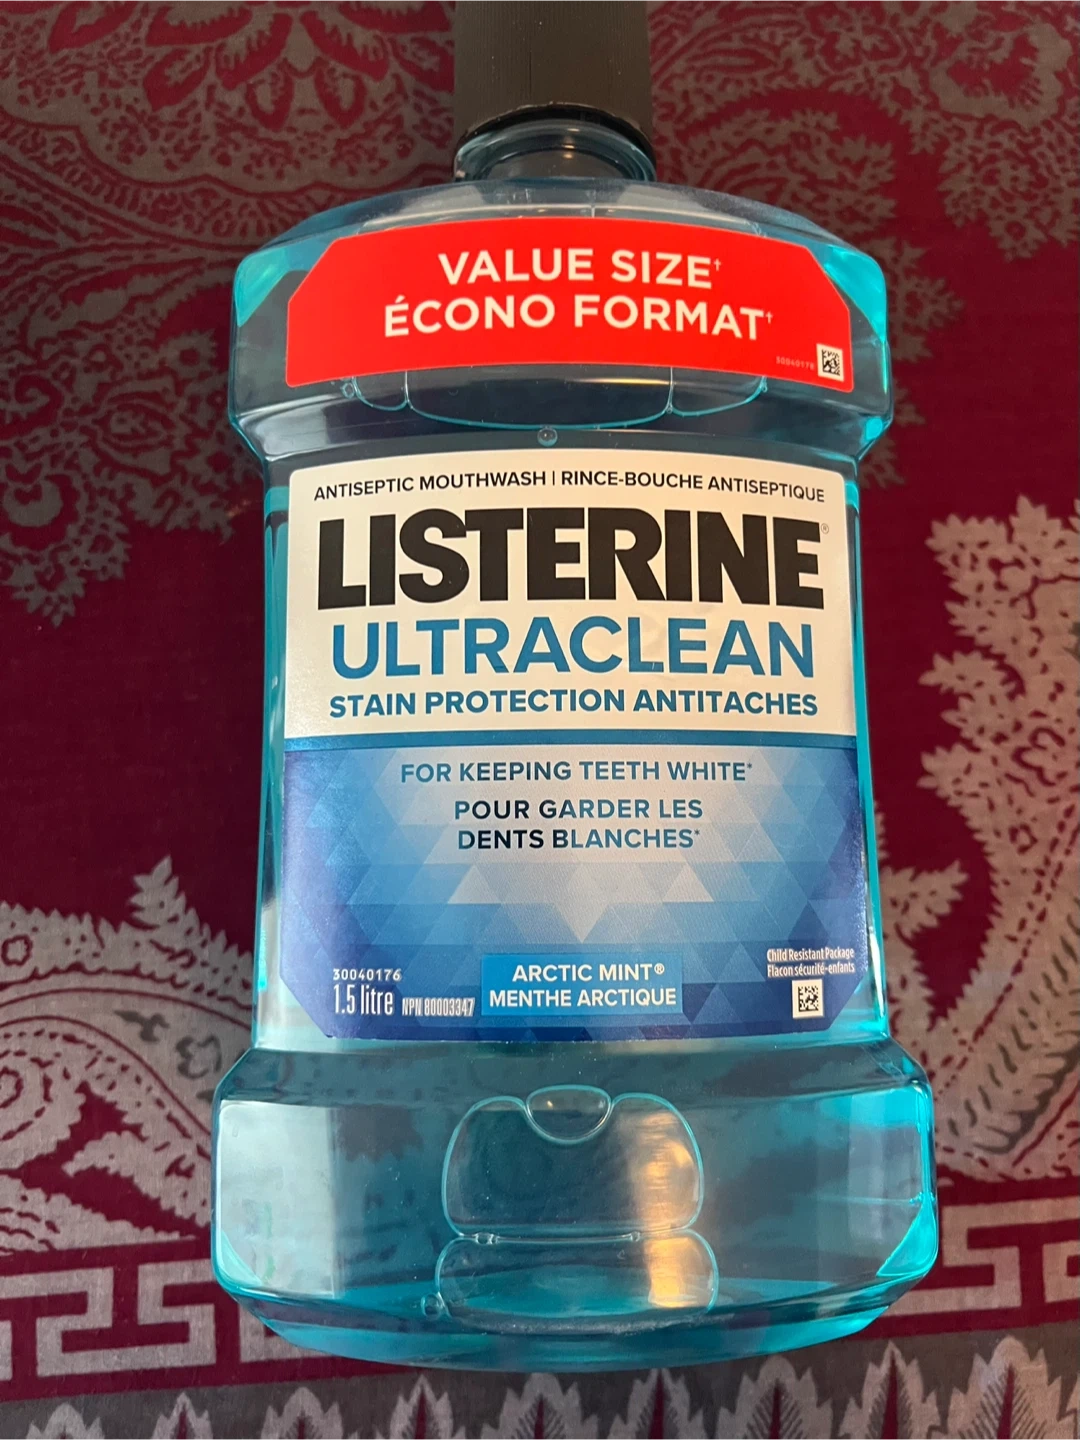 VALUE SIZE†
ÉCONO FORMAT†
30040176
ANTISEPTIC MOUTHWASH | RINCE-BOUCHE ANTISEPTIQUE
LISTERINE®
ULTRACLEAN
STAIN PROTECTION ANTITACHES
FOR KEEPING TEETH WHITE*
POUR GARDER LES
DENTS BLANCHES*
Child Resistant Package
Flacon sécurité-enfants
30040176
1.5 litre NPN 80003347
ARCTIC MINT®
MENTHE ARCTIQUE